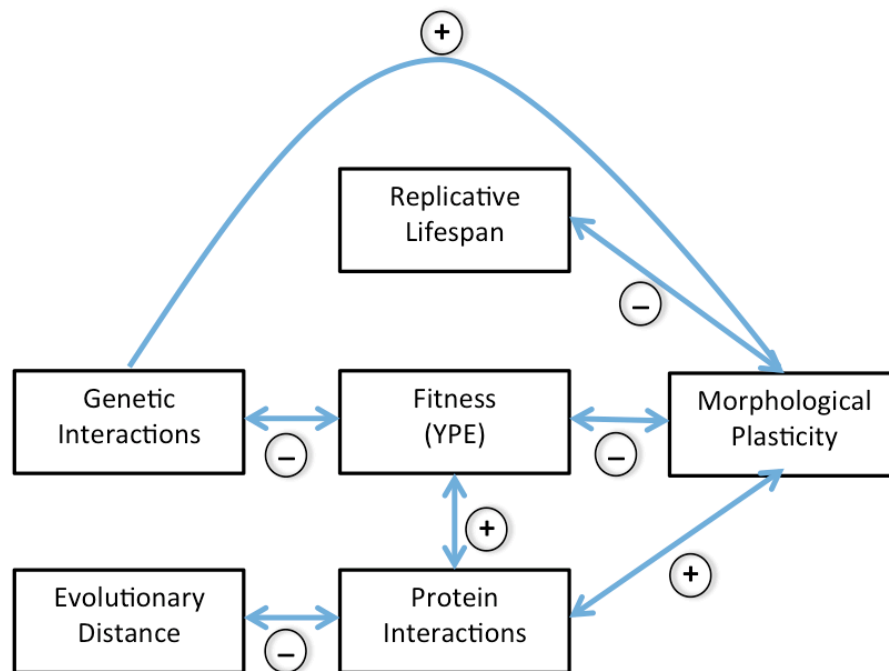 +
Replicative
Lifespan
−
Genetic
Interactions
−
Fitness
(YPE)
−
Morphological
Plasticity
+
+
Evolutionary
Distance
−
Protein
Interactions